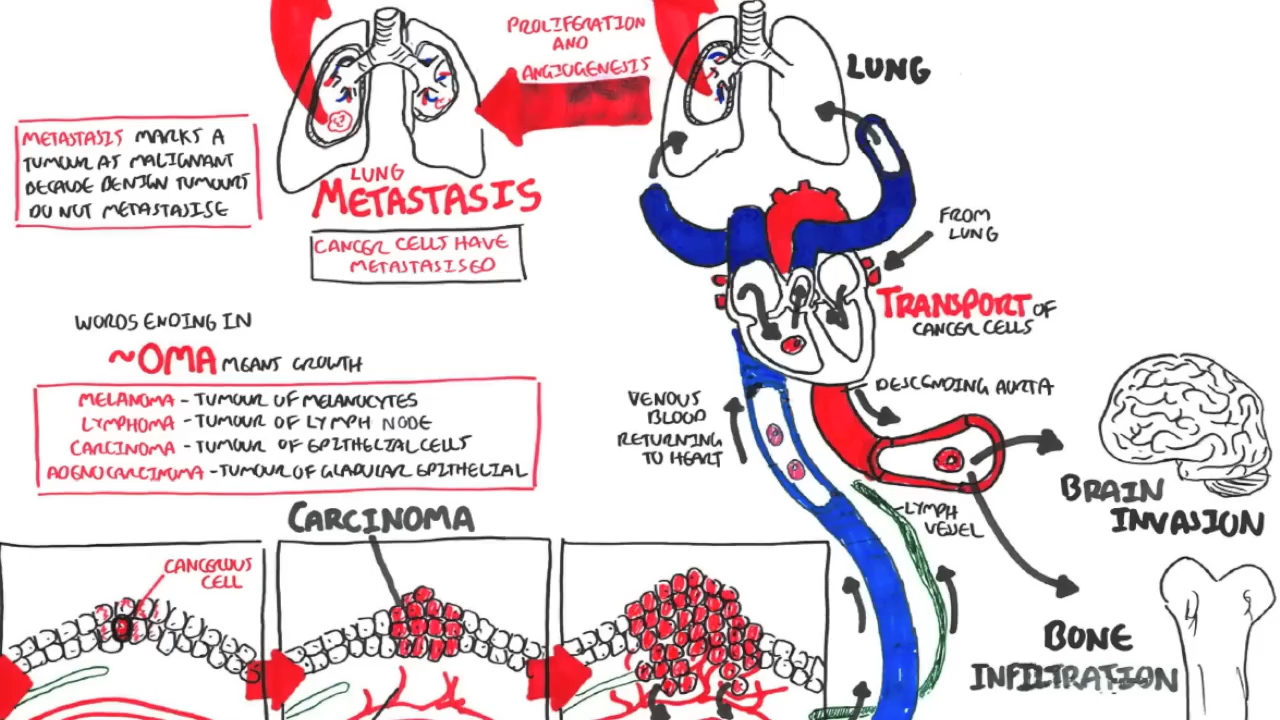 PROLIFERATION
AND
ANGIOGENESIS
LUNG
METASTASIS MARKS A
TUMOUR AS MALIGNANT
BECAUSE BENIGN TUMOURS
DO NOT METASTASISE
LUNG
METASTASIS
CANCER CELLS HAVE
METASTASISED
FROM
LUNG
TRANSPORT OF
CANCER CELLS
WORDS ENDING IN
~OMA MEANS GROWTH
MELANOMA - TUMOUR OF MELANOCYTES
LYMPHOMA - TUMOUR OF LYMPH NODE
CARCINOMA - TUMOUR OF EPITHELIAL CELLS
ADENOCARCINOMA - TUMOUR OF GLADULAR EPITHELIAL
VENOUS
BLOOD
RETURNING
TO HEART
DESCENDING AORTA
BRAIN
INVASION
LYMPH
VESSEL
CARCINOMA
CANCEROUS
CELL
BONE
INFILTRATION